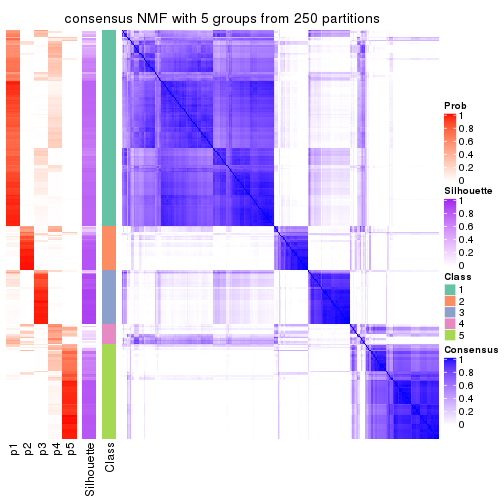 consensus NMF with 5 groups from 250 partitions
Prob
1
0.8
0.6
0.4
0.2
0
Silhouette
1
0.8
0.6
0.4
0.2
0
Class
1
2
3
4
5
Consensus
1
0.8
0.6
0.4
0.2
0
p1
p2
p3
p4
p5
Silhouette
Class